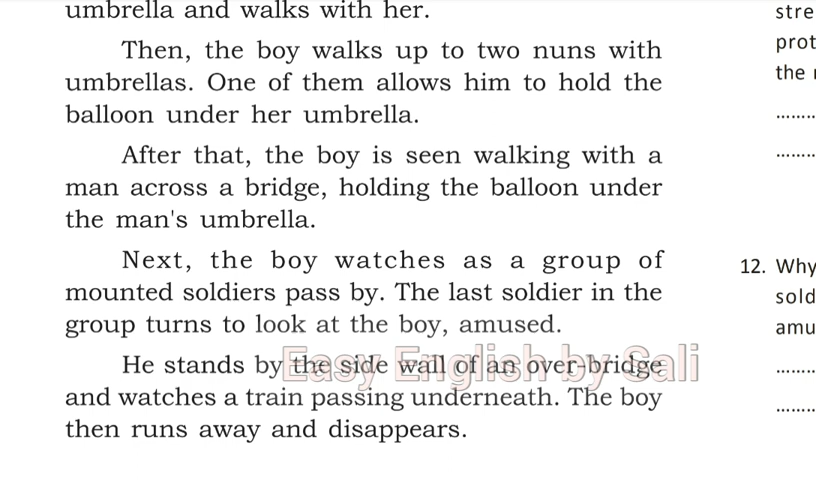 umbrella and walks with her.
Then, the boy walks up to two nuns with
umbrellas. One of them allows him to hold the
balloon under her umbrella.
After that, the boy is seen walking with a
man across a bridge, holding the balloon under
the man's umbrella.
Next, the boy watches as a group of
mounted soldiers pass by. The last soldier in the
group turns to look at the boy, amused.
He stands by the side wall of an over-bridge
and watches a train passing underneath. The boy
then runs away and disappears.
Easy English by Sali
stre
prot
the
........
........
12. Why
sold
amu
........
........